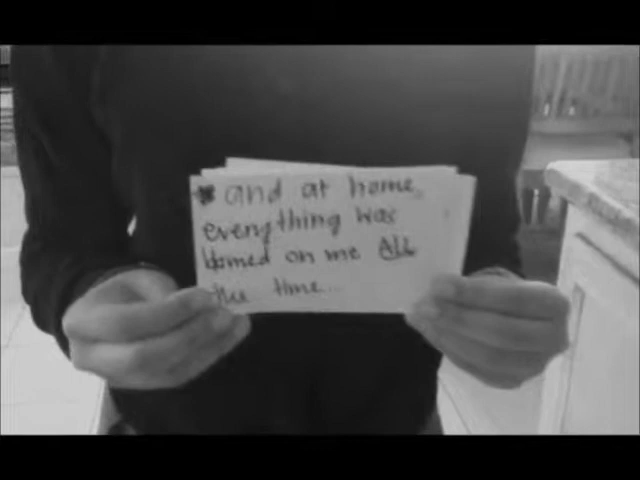 and at home,
everything was
blamed on me ALL
the time...